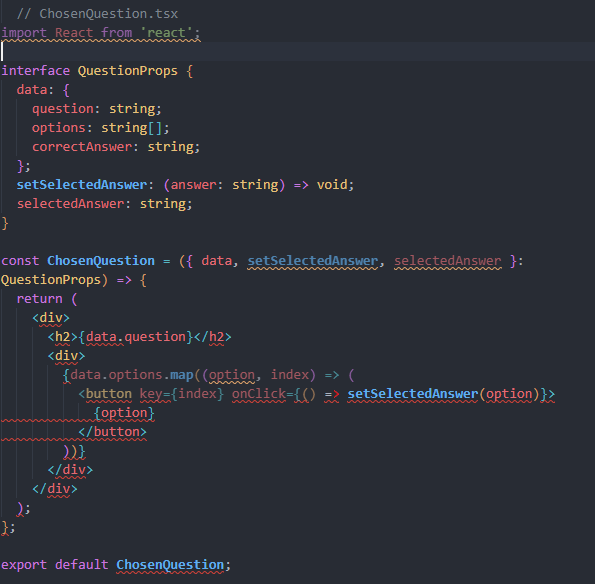 // ChosenQuestion.tsx
import React from 'react';
interface QuestionProps {
data: {
question: string;
options: string[];
correctAnswer: string;
};
setSelectedAnswer: (answer: string) => void;
selectedAnswer: string;
}
const ChosenQuestion = ({ data, setSelectedAnswer, selectedAnswer }:
QuestionProps) => {
return (
<div>
<h2>{data.question}</h2>
<div>
{data.options.map((option, index) => (
<button key={index} onClick={() => setSelectedAnswer(option)}>
{option}
</button>
))}
</div>
</div>
);
};
export default ChosenQuestion;